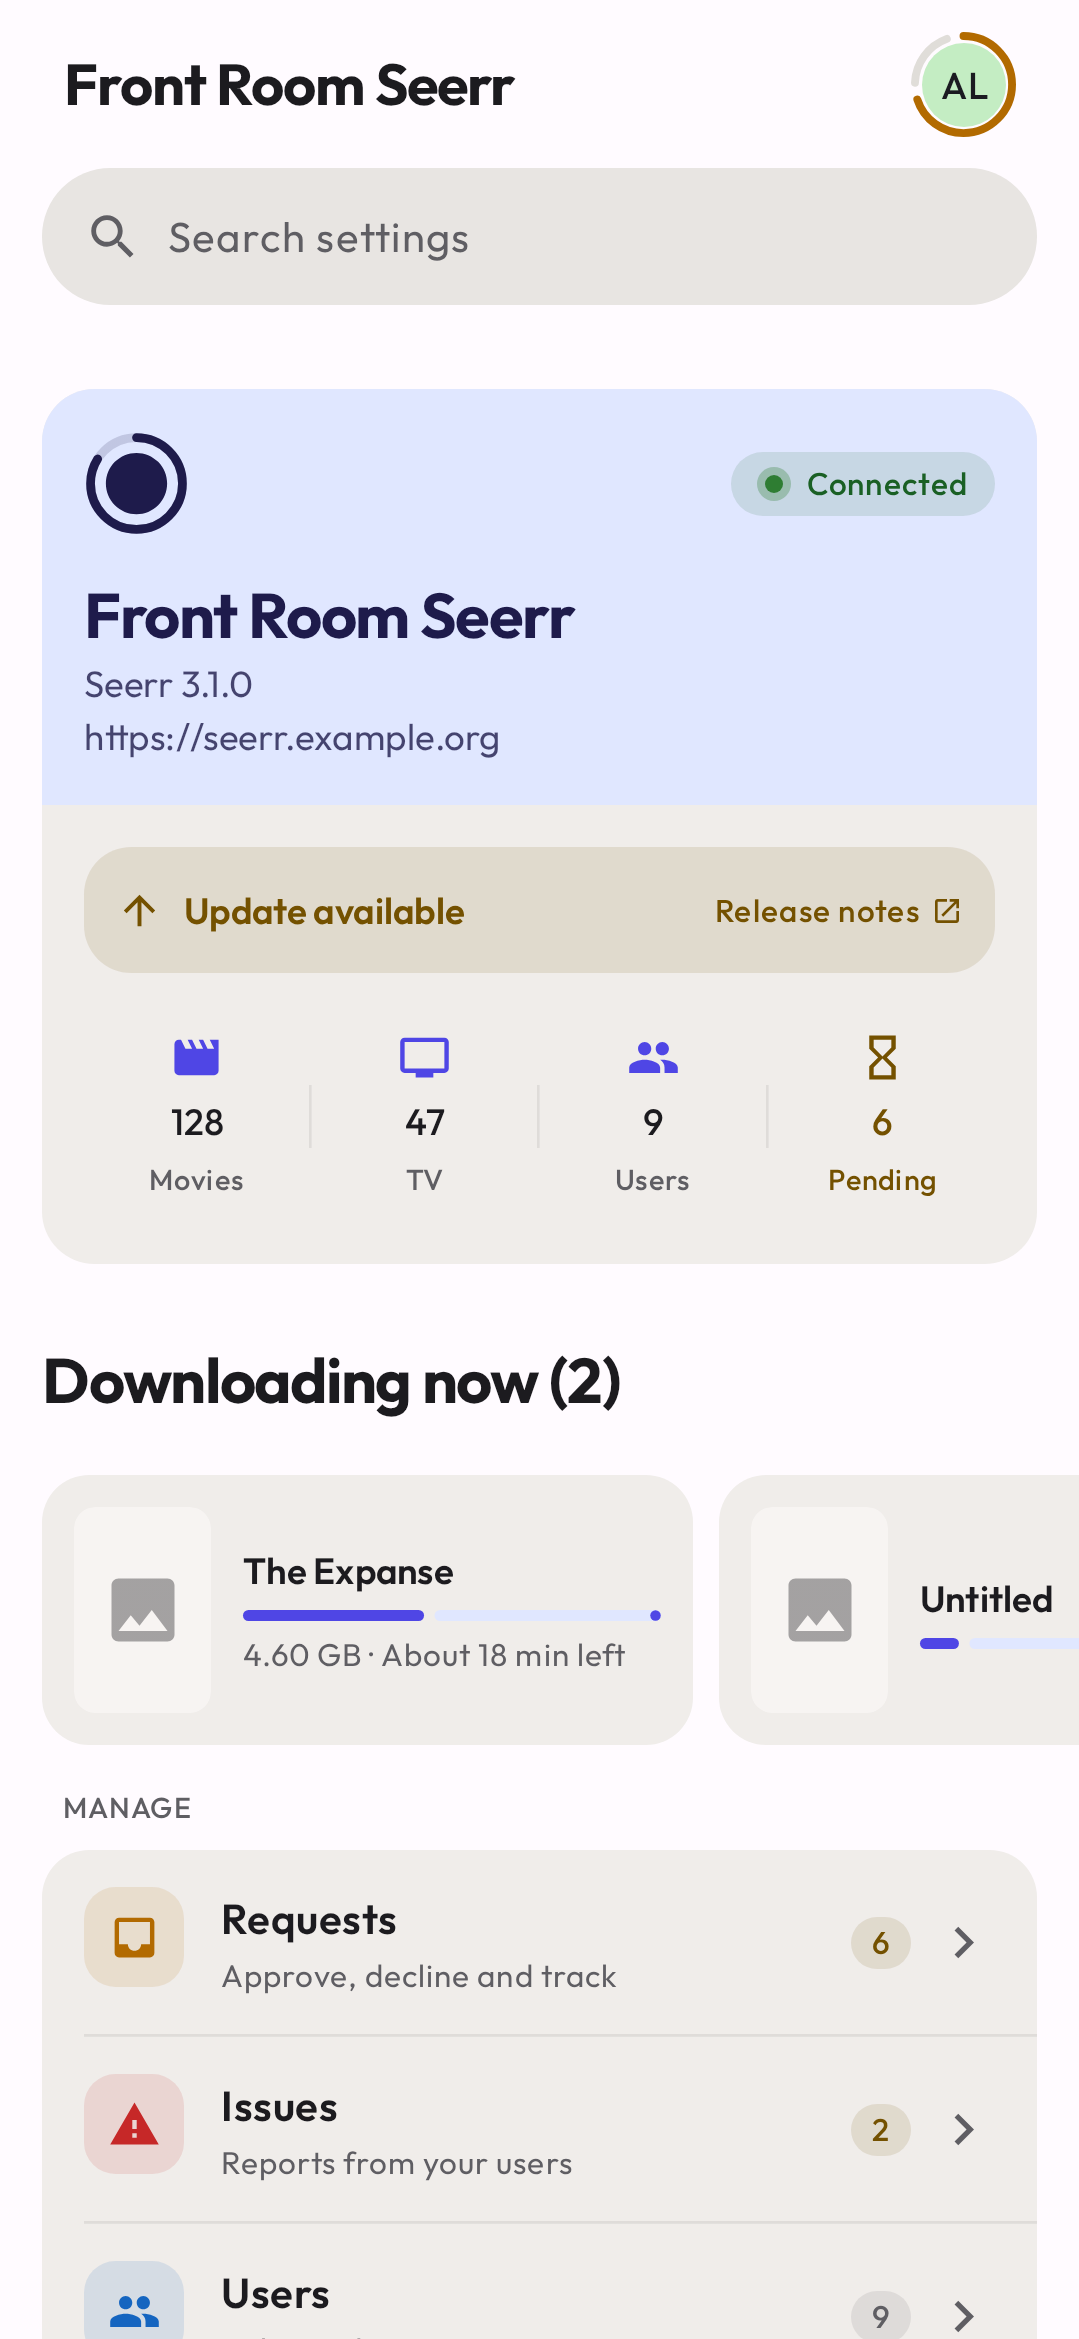 Front Room Seerr
AL
Search settings
Connected
Front Room Seerr
Seerr 3.1.0
https://seerr.example.org
Update available
Release notes
128
47
9
6
Movies
TV
Users
Pending
Downloading now (2)
The Expanse
4.60 GB · About 18 min left
Untitled
MANAGE
Requests
6
Approve, decline and track
Issues
2
Reports from your users
Users
9